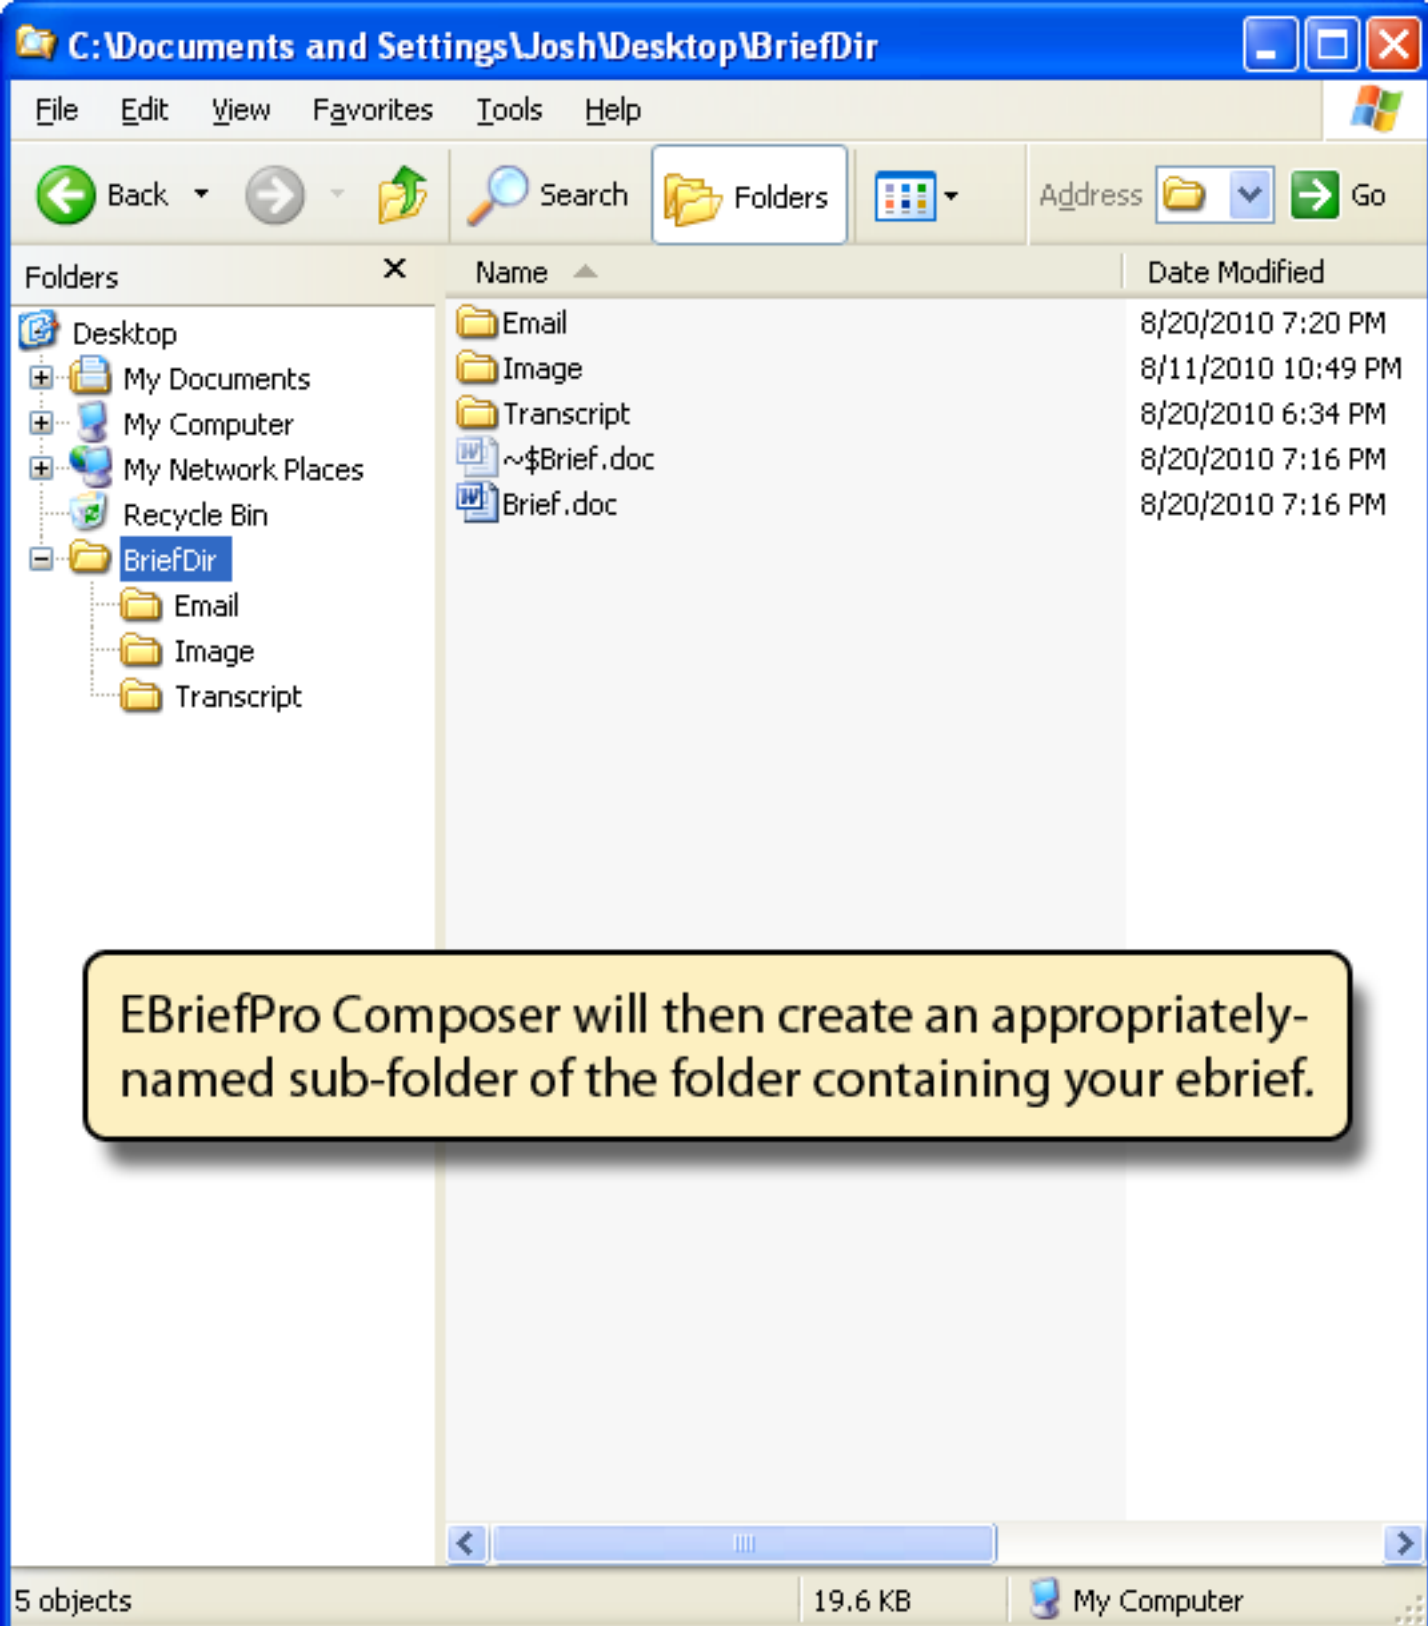 C:\Documents and Settings\Josh\Desktop\BriefDir
File Edit View Favorites Tools Help
Back Search Folders Address Go
Folders
Name Date Modified
Desktop
My Documents
My Computer
My Network Places
Recycle Bin
BriefDir
Email
Image
Transcript
Email 8/20/2010 7:20 PM
Image 8/11/2010 10:49 PM
Transcript 8/20/2010 6:34 PM
~$Brief.doc 8/20/2010 7:16 PM
Brief.doc 8/20/2010 7:16 PM
EBriefPro Composer will then create an appropriately-
named sub-folder of the folder containing your ebrief.
5 objects 19.6 KB My Computer